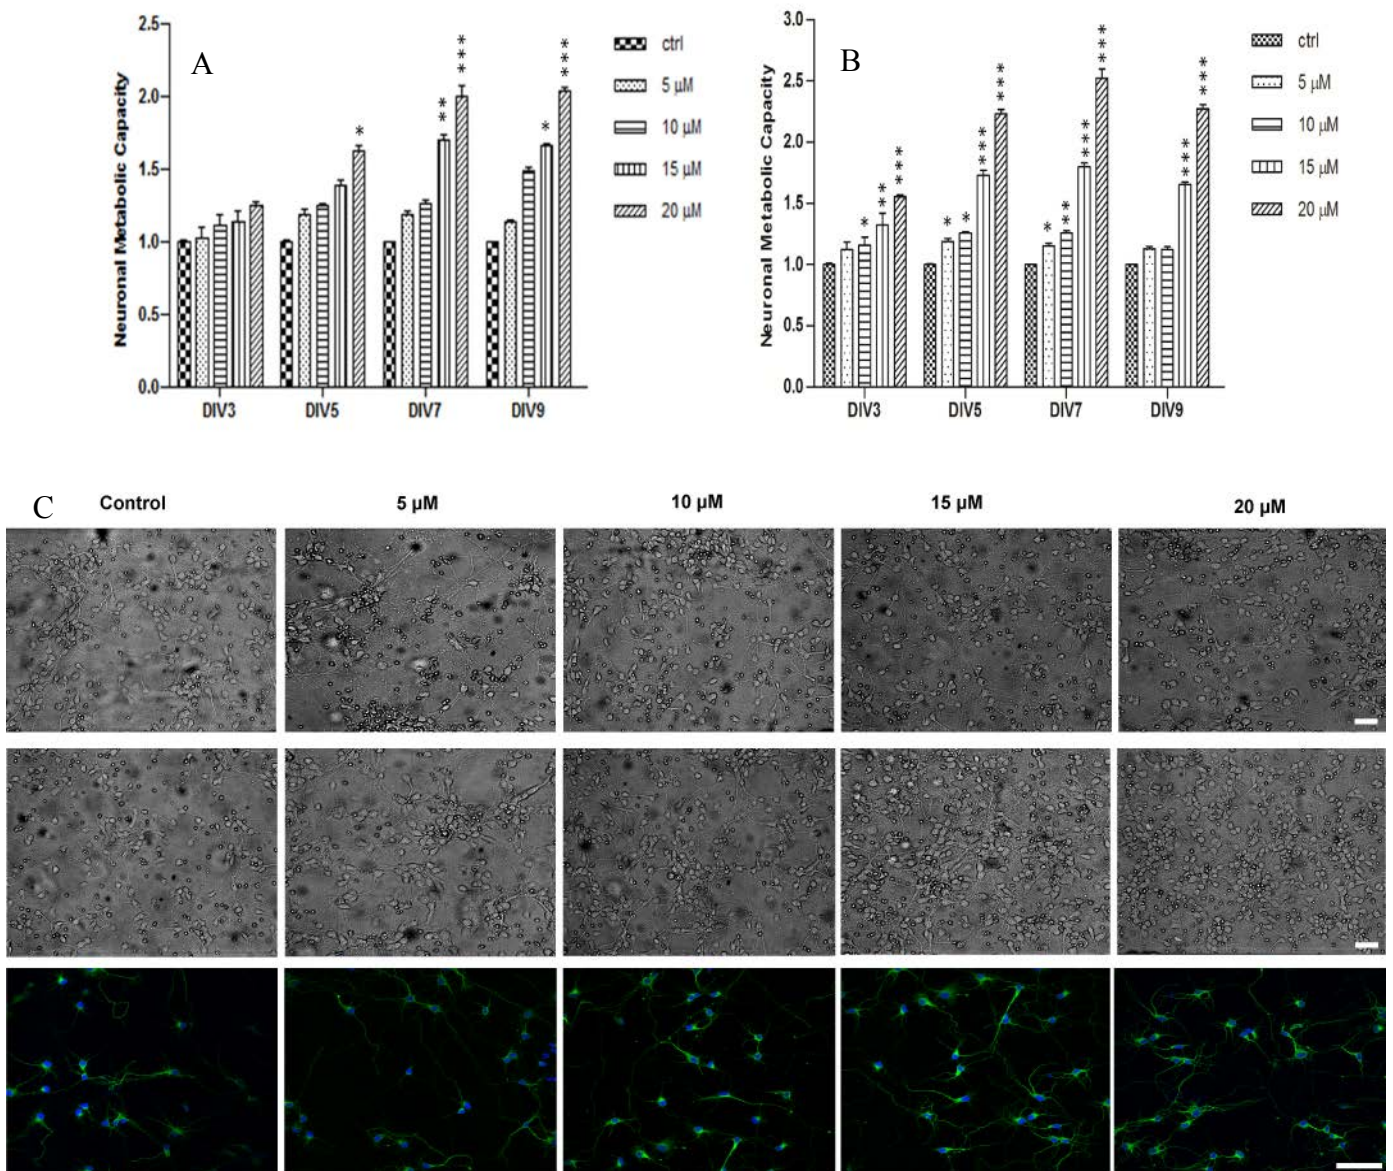 A
Neuronal Metabolic Capacity
2.5
2.0
1.5
1.0
0.5
0.0
*
**
***
*
***
DIV3 DIV5 DIV7 DIV9
ctrl
5 µM
10 µM
15 µM
20 µM
B
Neuronal Metabolic Capacity
3.0
2.5
2.0
1.5
1.0
0.5
0.0
*
**
***
*
*
***
***
*
**
***
***
***
***
DIV3 DIV5 DIV7 DIV9
ctrl
5 µM
10 µM
15 µM
20 µM
C
Control 5 µM 10 µM 15 µM 20 µM